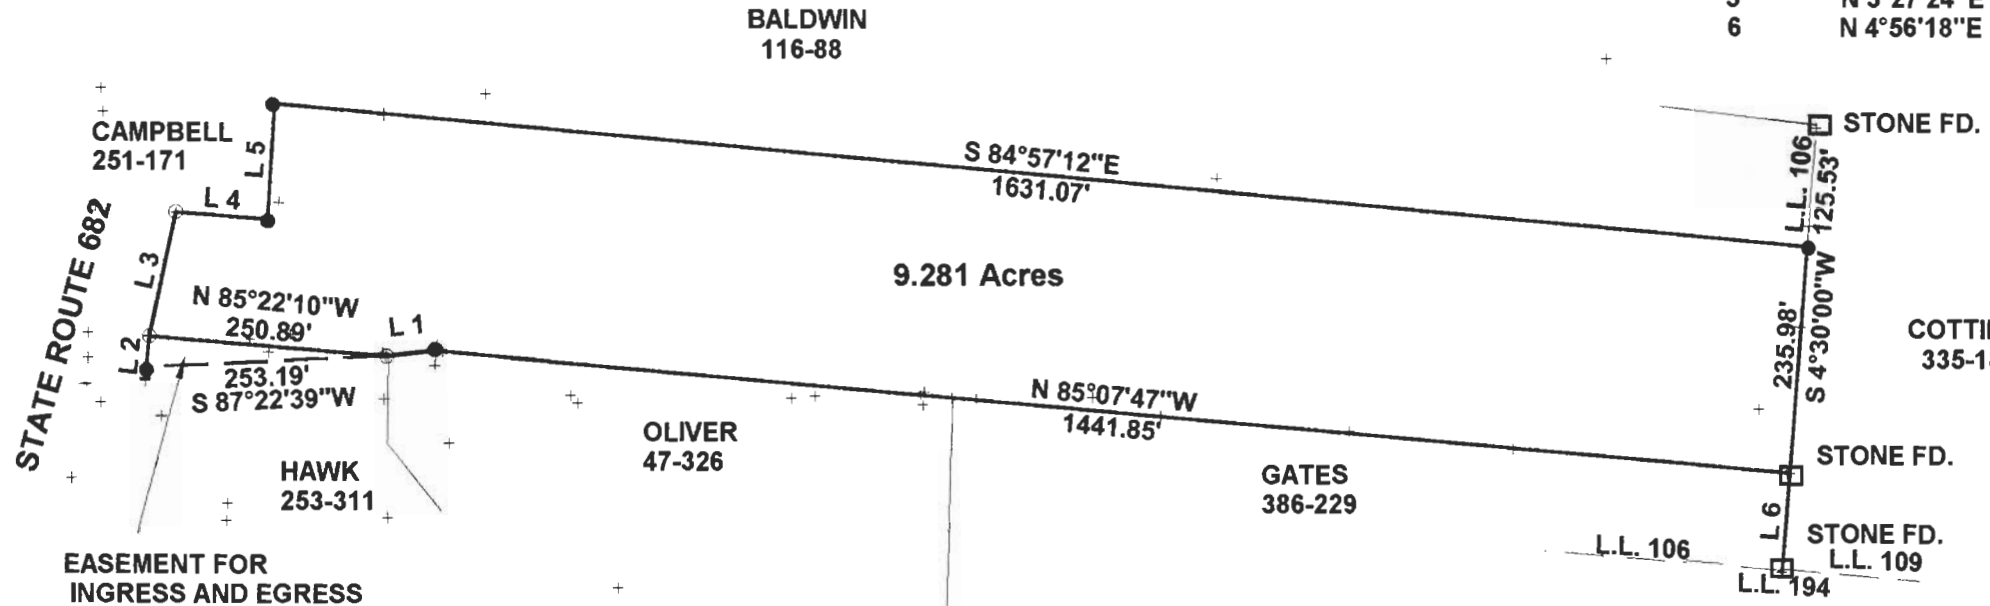 BALDWIN
116-88
6 N 4°56'18"E
CAMPBELL
251-171
L 5
L 4
L 3
L 2
STATE ROUTE 682
S 84°57'12"E
1631.07'
STONE FD.
L.L. 106
125.53'
9.281 Acres
N 85°22'10"W
250.89'
L 1
253.19'
S 87°22'39"W
235.98'
S 4°30'00"W
N 85°07'47"W
1441.85'
OLIVER
47-326
HAWK
253-311
GATES
386-229
STONE FD.
L 6
STONE FD.
L.L. 106
L.L. 109
L.L. 194
EASEMENT FOR
INGRESS AND EGRESS